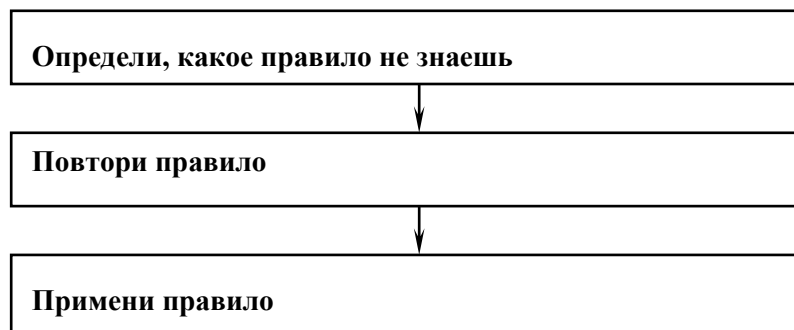 Определи, какое правило не знаешь
Повтори правило
Примени правило